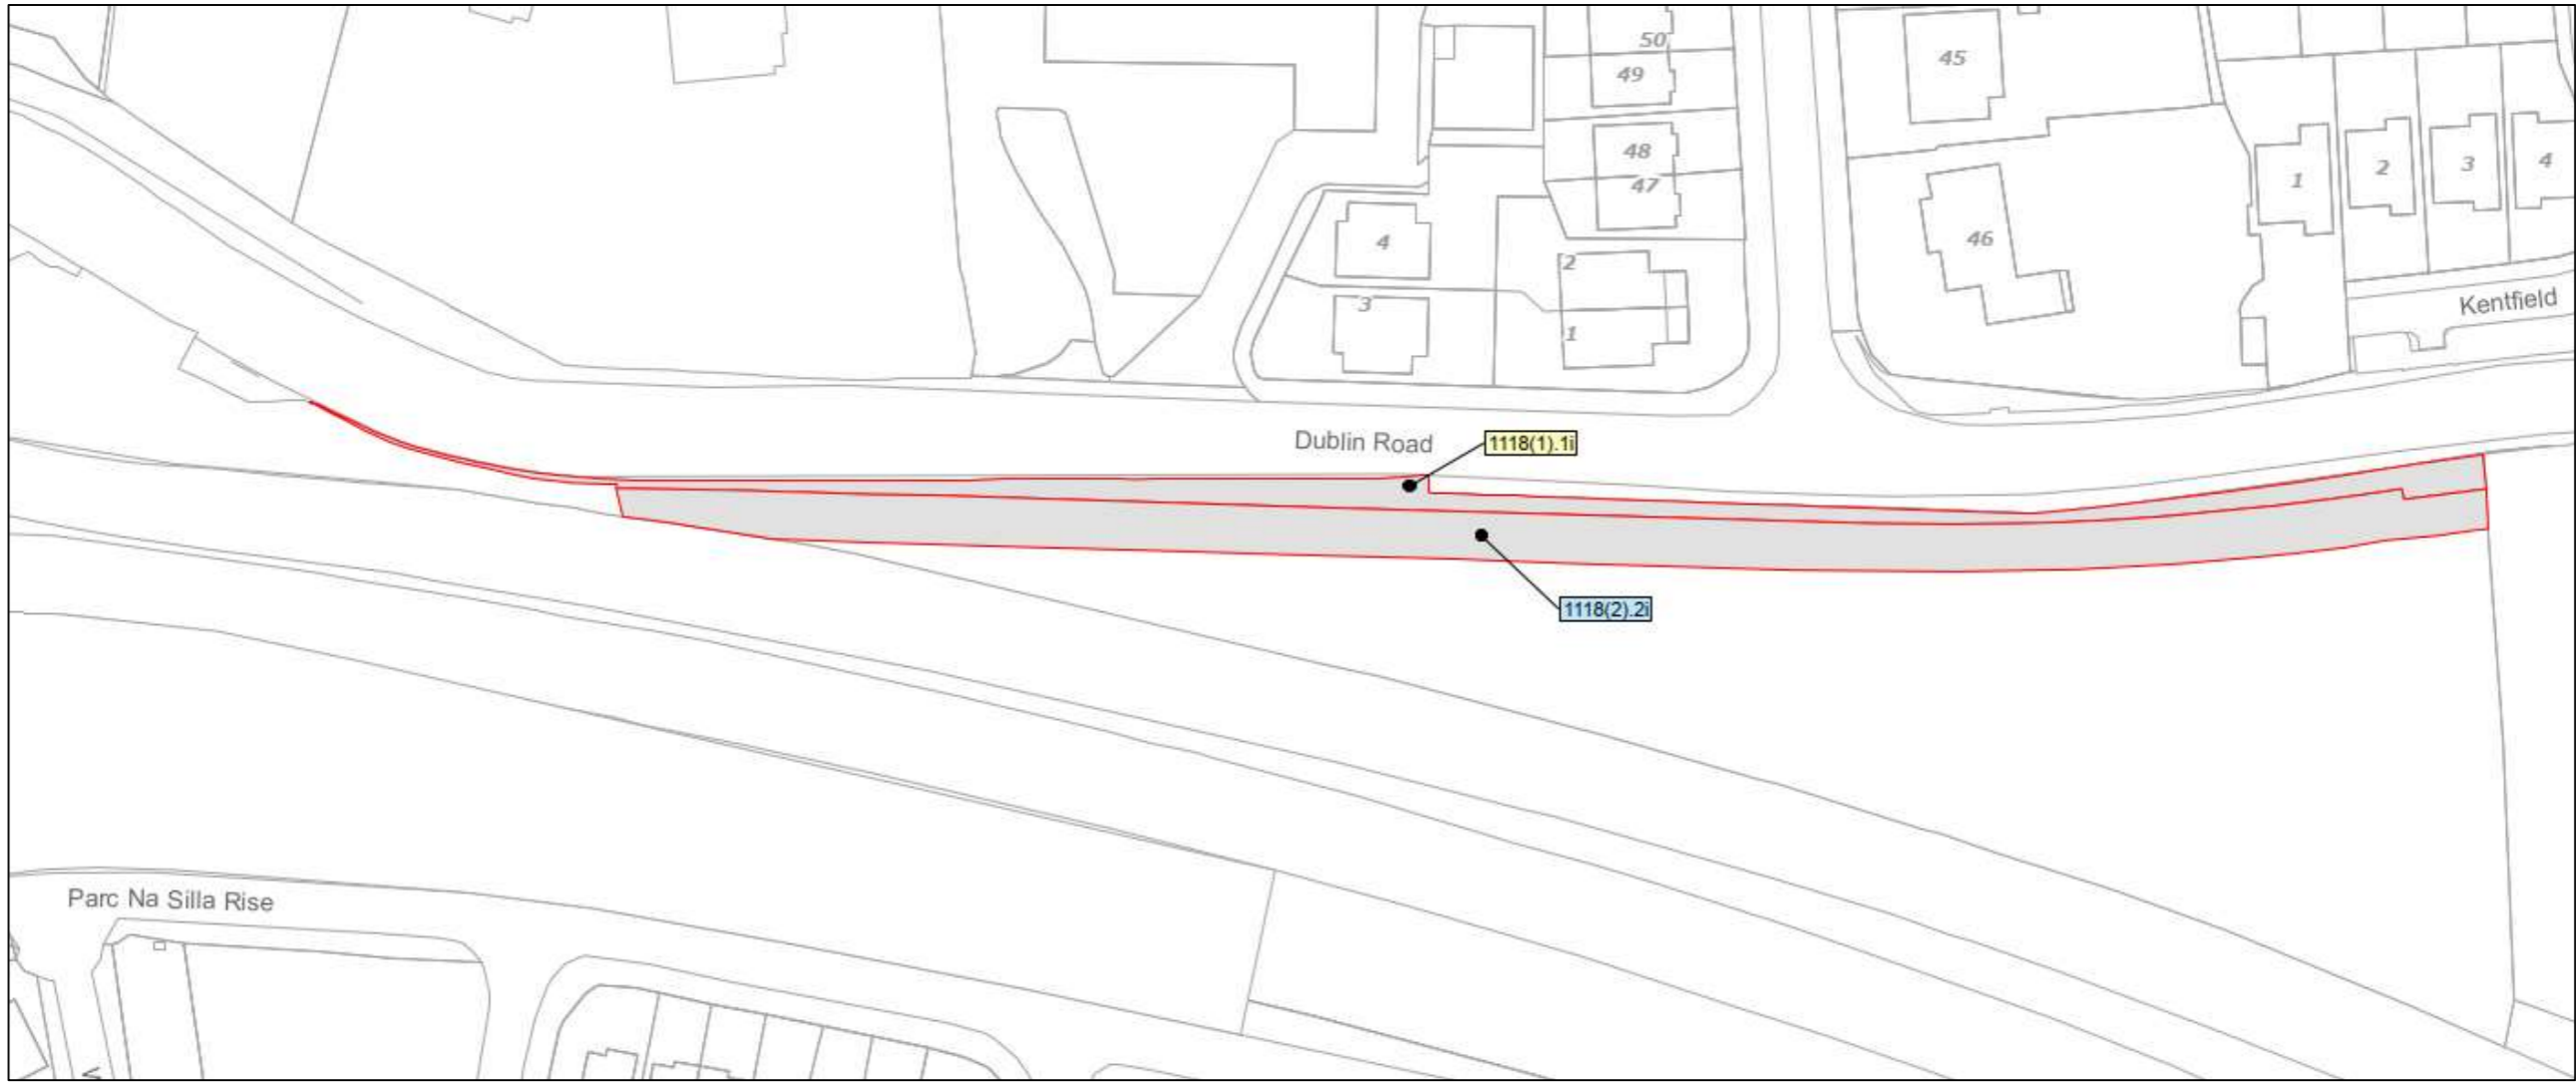 50
49
45
48
47
1
2
3
4
4
46
2
3
1
Kentfield
Dublin Road
1118(1).1i
1118(2).2i
Parc Na Silla Rise